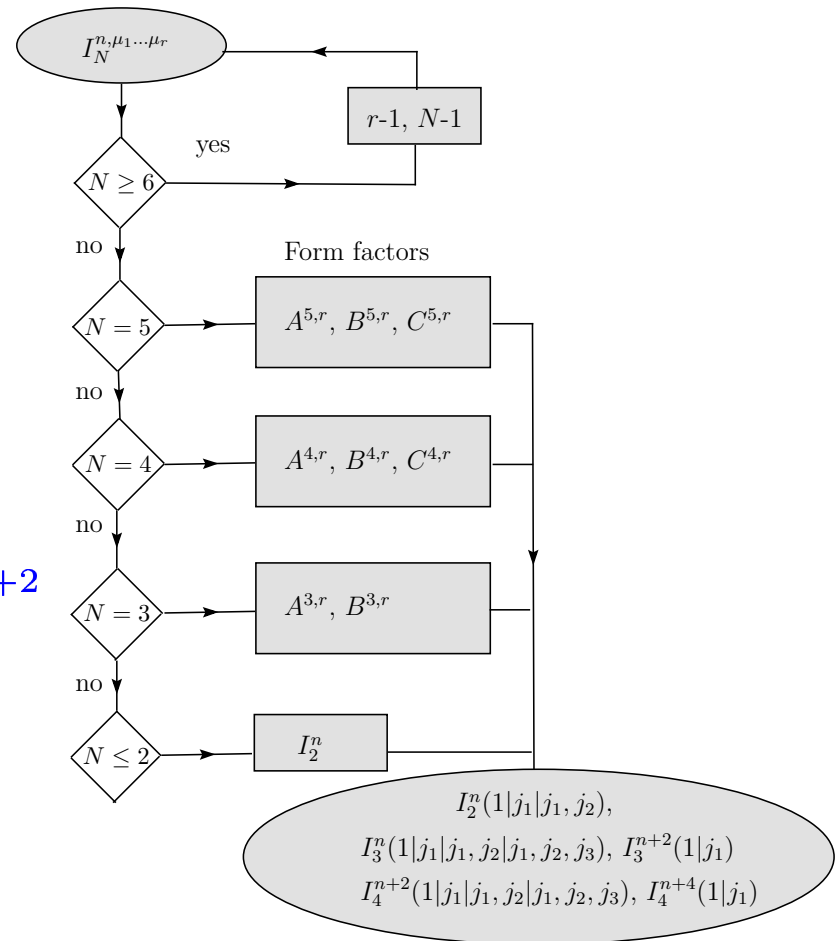 I_N^{n,μ_1...μ_r}
r-1, N-1
yes
N ≥ 6
no
Form factors
N = 5
A^{5,r}, B^{5,r}, C^{5,r}
no
N = 4
A^{4,r}, B^{4,r}, C^{4,r}
no
+2
N = 3
A^{3,r}, B^{3,r}
no
N ≤ 2
I_2^n
I_2^n(1|j_1|j_1, j_2),
I_3^n(1|j_1|j_1, j_2|j_1, j_2, j_3), I_3^{n+2}(1|j_1)
I_4^{n+2}(1|j_1|j_1, j_2|j_1, j_2, j_3), I_4^{n+4}(1|j_1)